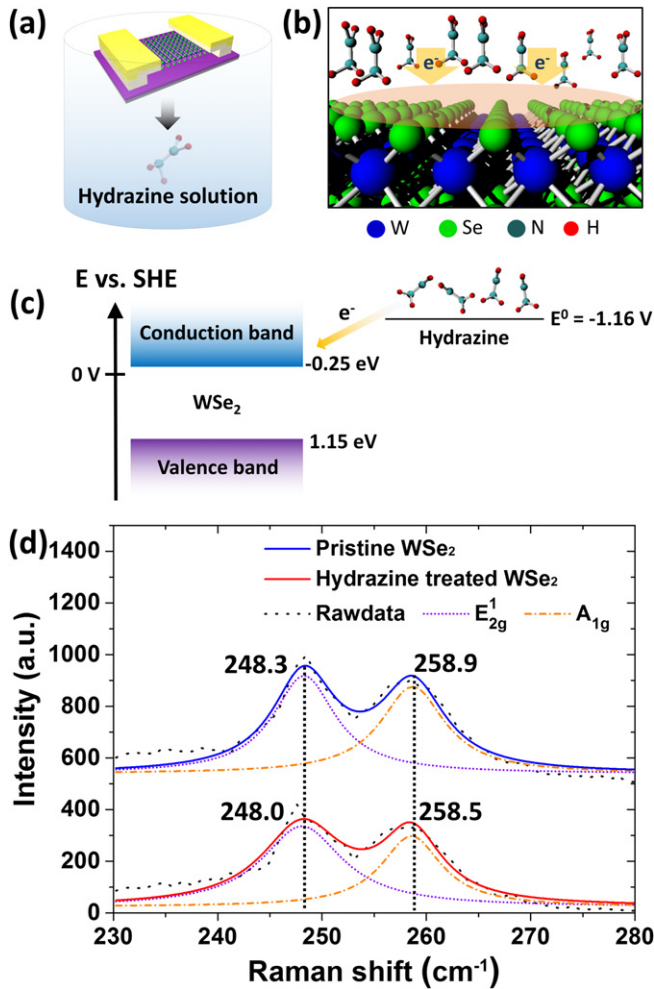 (a)
Hydrazine solution
(b)
e-
e-
W Se N H
(c)
E vs. SHE
0 V
Conduction band
WSe2
Valence band
-0.25 eV
1.15 eV
e-
Hydrazine
E0 = -1.16 V
(d)
Pristine WSe2
Hydrazine treated WSe2
Rawdata E12g A1g
248.3
258.9
248.0
258.5
1400
1200
1000
800
600
400
200
0
Intensity (a.u.)
230 240 250 260 270 280
Raman shift (cm-1)